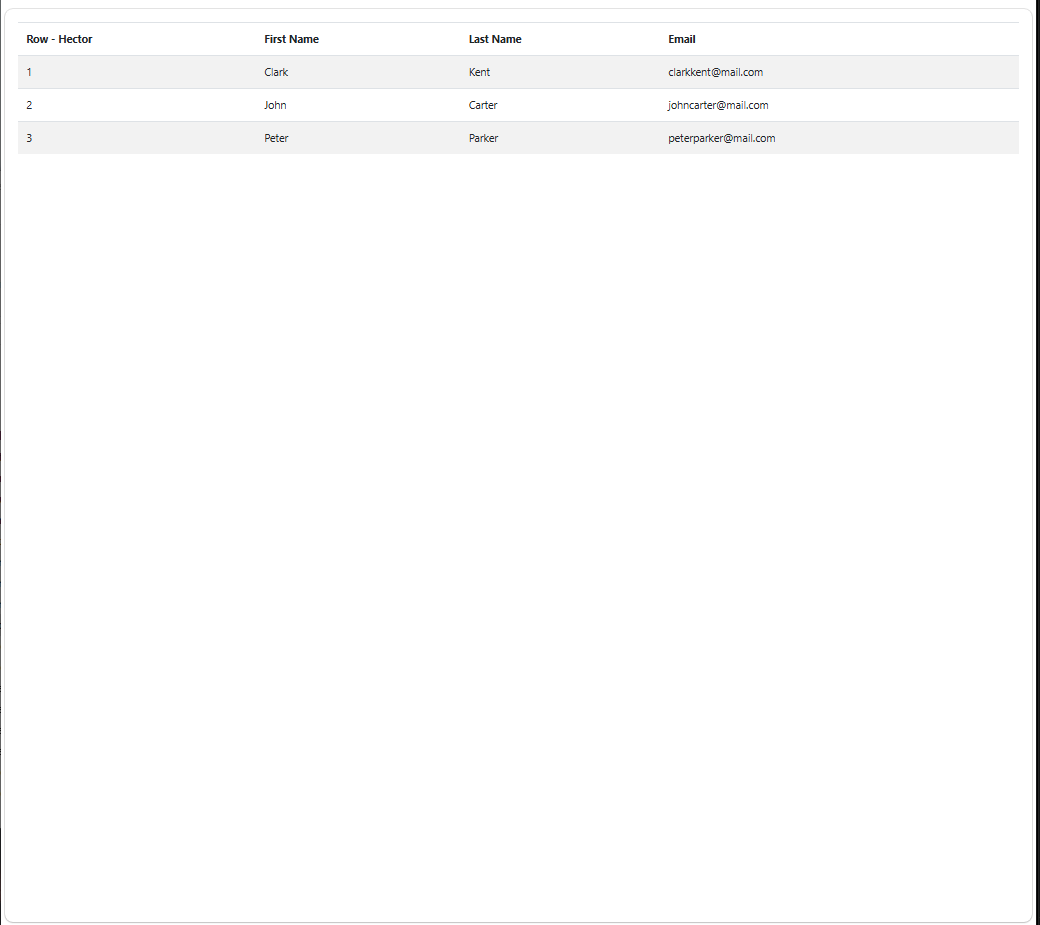 Row - Hector First Name Last Name Email
1 Clark Kent clarkkent@mail.com
2 John Carter johncarter@mail.com
3 Peter Parker peterparker@mail.com